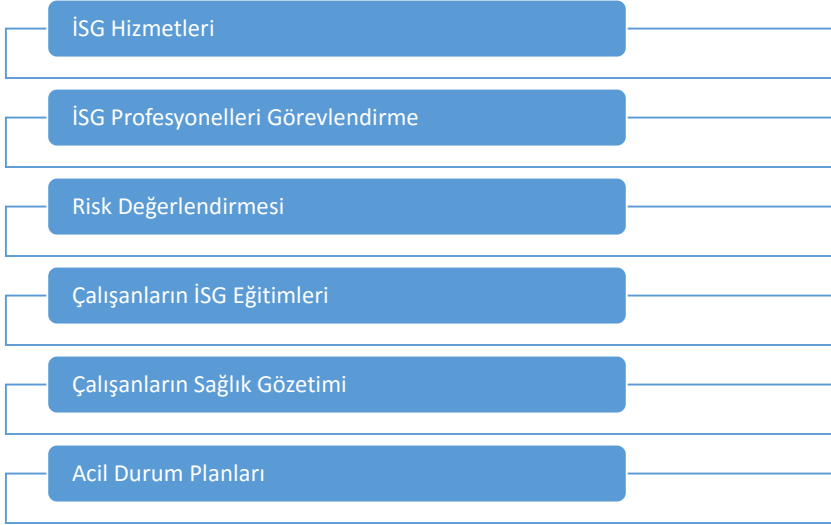 İSG Hizmetleri
İSG Profesyonelleri Görevlendirme
Risk Değerlendirmesi
Çalışanların İSG Eğitimleri
Çalışanların Sağlık Gözetimi
Acil Durum Planları